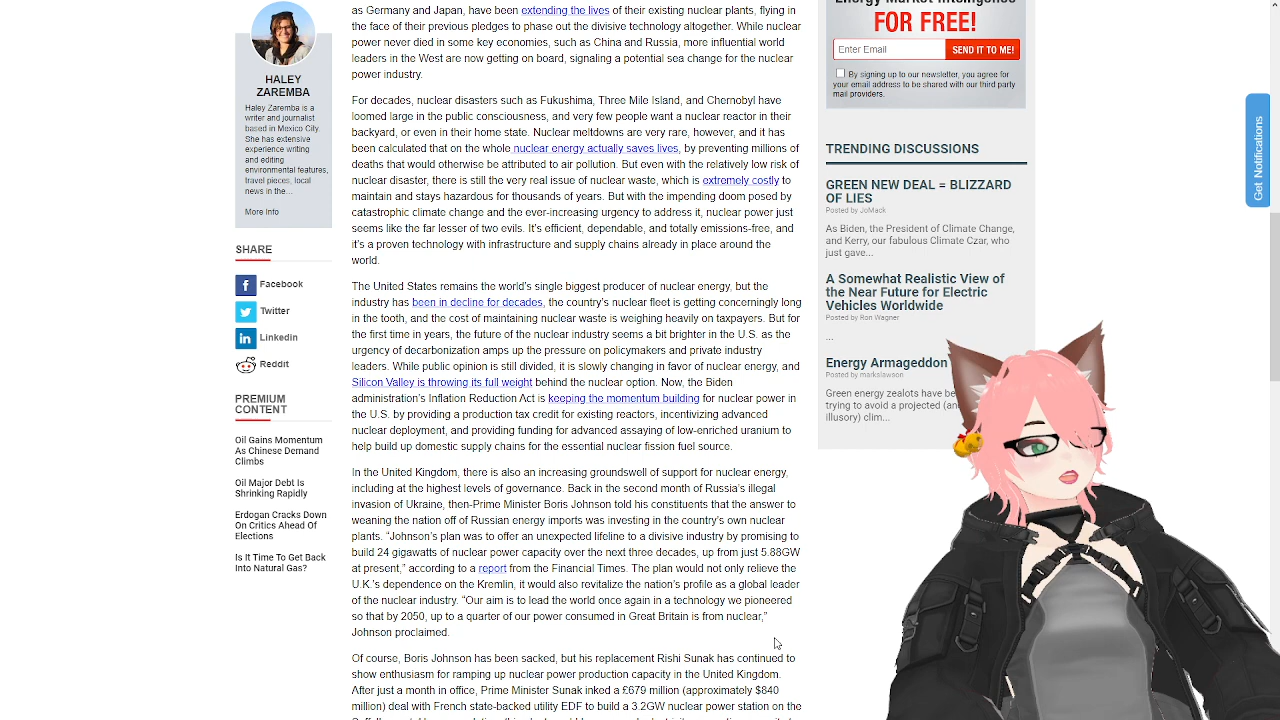 HALEY
ZAREMBA
Haley Zaremba is a
writer and journalist
based in Mexico City.
She has extensive
experience writing
and editing
environmental features,
travel pieces, local
news in the...
More Info
SHARE
Facebook
Twitter
Linkedin
Reddit
PREMIUM
CONTENT
Oil Gains Momentum
As Chinese Demand
Climbs
Oil Major Debt Is
Shrinking Rapidly
Erdogan Cracks Down
On Critics Ahead Of
Elections
Is It Time To Get Back
Into Natural Gas?
as Germany and Japan, have been extending the lives of their existing nuclear plants, flying in
the face of their previous pledges to phase out the divisive technology altogether. While nuclear
power never died in some key economies, such as China and Russia, more influential world
leaders in the West are now getting on board, signaling a potential sea change for the nuclear
power industry.
For decades, nuclear disasters such as Fukushima, Three Mile Island, and Chernobyl have
loomed large in the public consciousness, and very few people want a nuclear reactor in their
backyard, or even in their home state. Nuclear meltdowns are very rare, however, and it has
been calculated that on the whole nuclear energy actually saves lives, by preventing millions of
deaths that would otherwise be attributed to air pollution. But even with the relatively low risk of
nuclear disaster, there is still the very real issue of nuclear waste, which is extremely costly to
maintain and stays hazardous for thousands of years. But with the impending doom posed by
catastrophic climate change and the ever-increasing urgency to address it, nuclear power just
seems like the far lesser of two evils. It's efficient, dependable, and totally emissions-free, and
it's a proven technology with infrastructure and supply chains already in place around the
world.
The United States remains the world's single biggest producer of nuclear energy, but the
industry has been in decline for decades, the country's nuclear fleet is getting concerningly long
in the tooth, and the cost of maintaining nuclear waste is weighing heavily on taxpayers. But for
the first time in years, the future of the nuclear industry seems a bit brighter in the U.S. as the
urgency of decarbonization amps up the pressure on policymakers and private industry
leaders. While public opinion is still divided, it is slowly changing in favor of nuclear energy, and
Silicon Valley is throwing its full weight behind the nuclear option. Now, the Biden
administration's Inflation Reduction Act is keeping the momentum building for nuclear power in
the U.S. by providing a production tax credit for existing reactors, incentivizing advanced
nuclear deployment, and providing funding for advanced assaying of low-enriched uranium to
help build up domestic supply chains for the essential nuclear fission fuel source.
In the United Kingdom, there is also an increasing groundswell of support for nuclear energy,
including at the highest levels of governance. Back in the second month of Russia's illegal
invasion of Ukraine, then-Prime Minister Boris Johnson told his constituents that the answer to
weaning the nation off of Russian energy imports was investing in the country's own nuclear
plants. "Johnson's plan was to offer an unexpected lifeline to a divisive industry by promising to
build 24 gigawatts of nuclear power capacity over the next three decades, up from just 5.88GW
at present," according to a report from the Financial Times. The plan would not only relieve the
U.K.'s dependence on the Kremlin, it would also revitalize the nation's profile as a global leader
of the nuclear industry. "Our aim is to lead the world once again in a technology we pioneered
so that by 2050, up to a quarter of our power consumed in Great Britain is from nuclear,"
Johnson proclaimed.
Of course, Boris Johnson has been sacked, but his replacement Rishi Sunak has continued to
show enthusiasm for ramping up nuclear power production capacity in the United Kingdom.
After just a month in office, Prime Minister Sunak inked a £679 million (approximately $840
million) deal with French state-backed utility EDF to build a 3.2GW nuclear power station on the
Energy Market Intelligence
FOR FREE!
Enter Email
SEND IT TO ME!
By signing up to our newsletter, you agree for
your email address to be shared with our third party
mail providers.
TRENDING DISCUSSIONS
GREEN NEW DEAL = BLIZZARD
OF LIES
Posted by JoMack
As Biden, the President of Climate Change,
and Kerry, our fabulous Climate Czar, who
just gave...
A Somewhat Realistic View of
the Near Future for Electric
Vehicles Worldwide
Posted by Ron Wagner
...
Energy Armageddon
Posted by markslawson
Green energy zealots have
trying to avoid a projected
illusory) clim...
Get Notifications